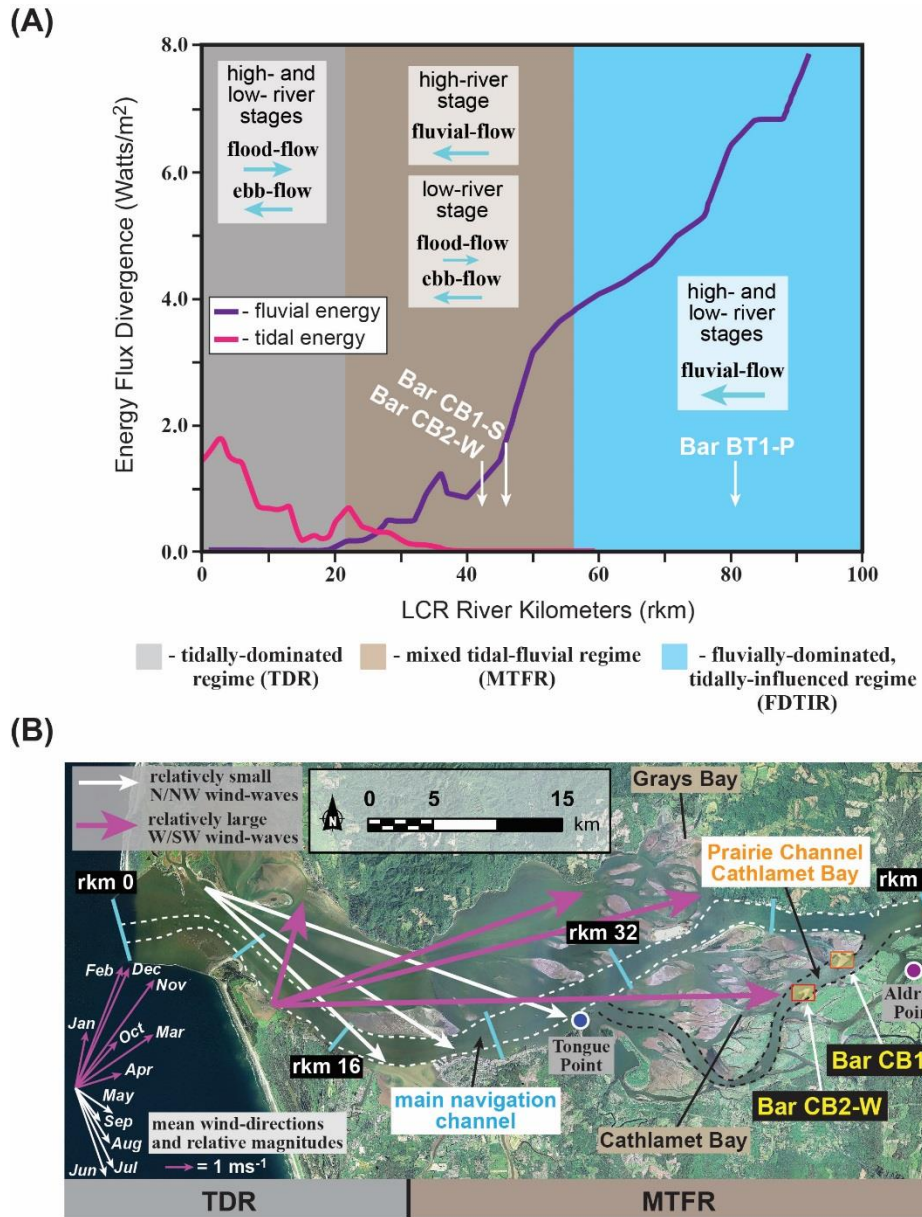 (A)
Energy Flux Divergence (Watts/m²)
8.0
6.0
4.0
2.0
0.0
high- and
low- river
stages
flood-flow
ebb-flow
high-river
stage
fluvial-flow
low-river
stage
flood-flow
ebb-flow
- fluvial energy
- tidal energy
Bar CB1-S
Bar CB2-W
high- and
low- river
stages
fluvial-flow
Bar BT1-P
0
20
40
60
80
100
LCR River Kilometers (rkm)
- tidally-dominated
regime (TDR)
- mixed tidal-fluvial regime
(MTFR)
- fluvially-dominated,
tidally-influenced regime
(FDTIR)
(B)
relatively small
N/NW wind-waves
relatively large
W/SW wind-waves
N
0 5 15
km
Grays Bay
Prairie Channel
Cathlamet Bay
rkm 0
rkm
rkm 32
rkm 16
Tongue
Point
Aldr
Point
main navigation
channel
Cathlamet Bay
Bar CB2-W
Bar CB1
Feb
Dec
Nov
Jan
Oct
Mar
Apr
May
Sep
Aug
Jul
Jun
mean wind-directions
and relative magnitudes
= 1 ms⁻¹
TDR
MTFR